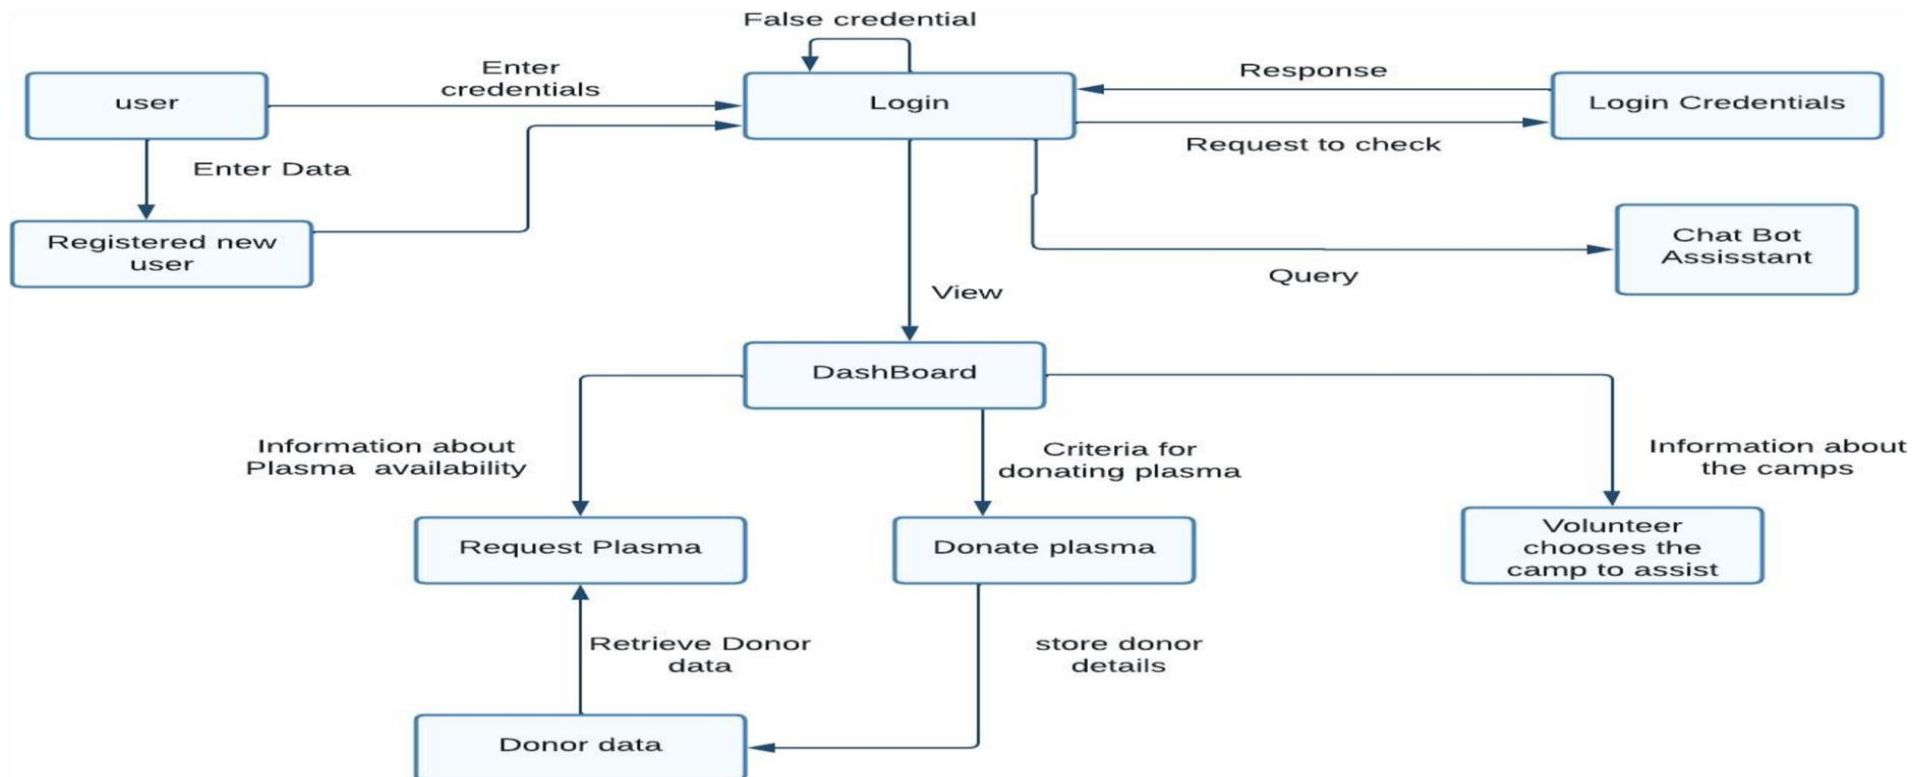 False credential
Enter
credentials
Response
user
Login
Login Credentials
Request to check
Enter Data
Registered new
user
Chat Bot
Assisstant
Query
View
DashBoard
Information about
Plasma  availability
Criteria for
donating plasma
Information about
the camps
Request Plasma
Donate plasma
Volunteer
chooses the
camp to assist
Retrieve Donor
data
store donor
details
Donor data